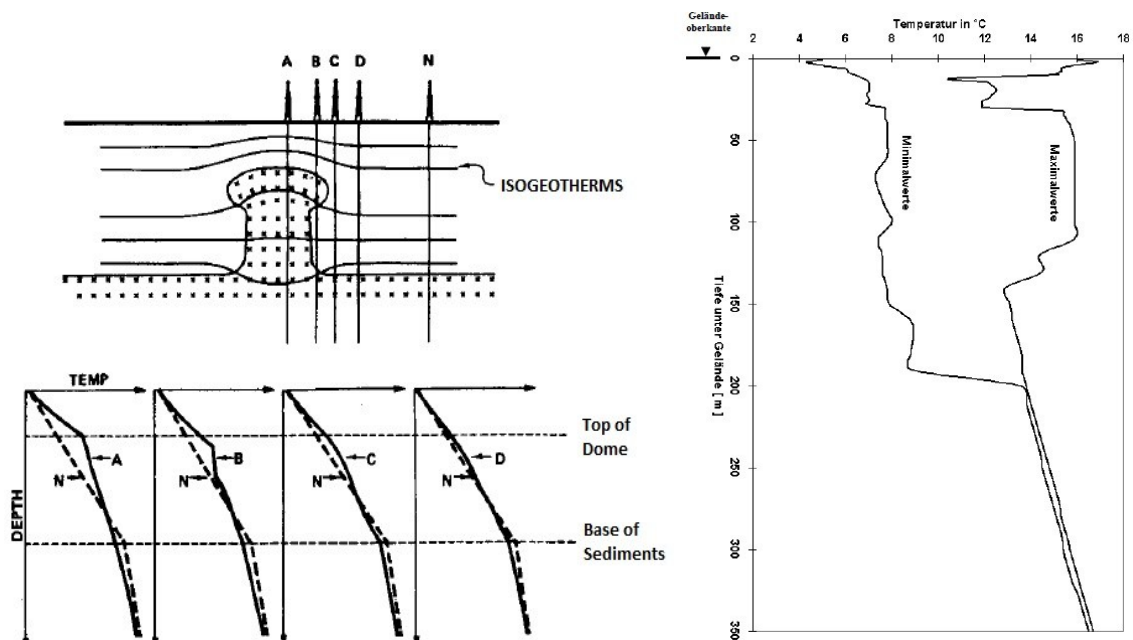 A B C D N
ISOGEOTHERMS
TEMP
DEPTH
A
N
B
N
C
N
D
N
Top of
Dome
Base of
Sediments
Gelände-
oberkante
Temperatur in °C
2 4 6 8 10 12 14 16 18
0
50
100
150
200
250
300
350
Tiefe unter Gelände [ m ]
Minimalwerte
Maximalwerte